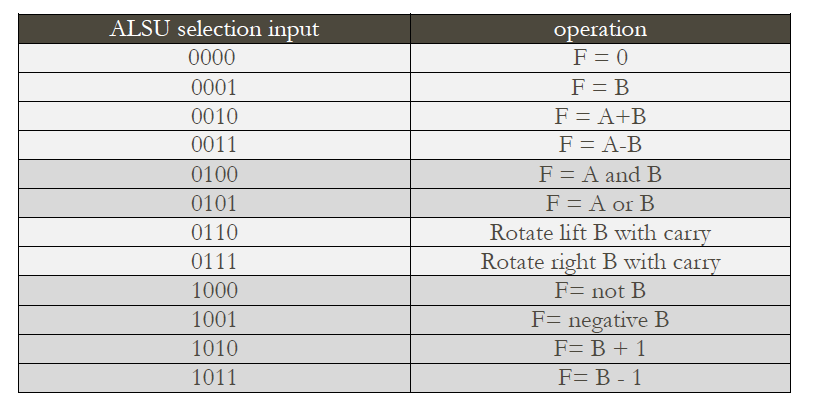 ALSU selection input operation
0000 F = 0
0001 F = B
0010 F = A+B
0011 F = A-B
0100 F = A and B
0101 F = A or B
0110 Rotate lift B with carry
0111 Rotate right B with carry
1000 F= not B
1001 F= negative B
1010 F= B + 1
1011 F= B - 1